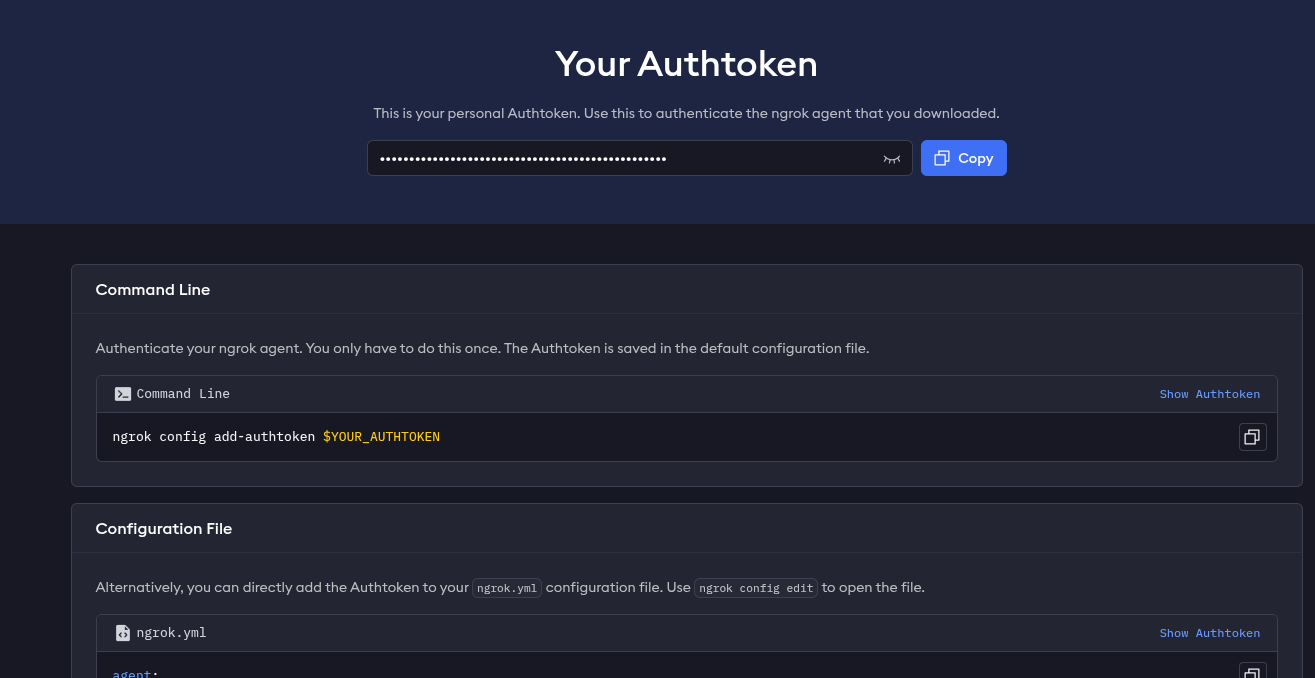 Your Authtoken
This is your personal Authtoken. Use this to authenticate the ngrok agent that you downloaded.
•••••••••••••••••••••••••••••••••••••••••••••••••
Copy
Command Line
Authenticate your ngrok agent. You only have to do this once. The Authtoken is saved in the default configuration file.
Command Line
Show Authtoken
ngrok config add-authtoken $YOUR_AUTHTOKEN
Configuration File
Alternatively, you can directly add the Authtoken to your ngrok.yml configuration file. Use ngrok config edit to open the file.
ngrok.yml
Show Authtoken
agent: